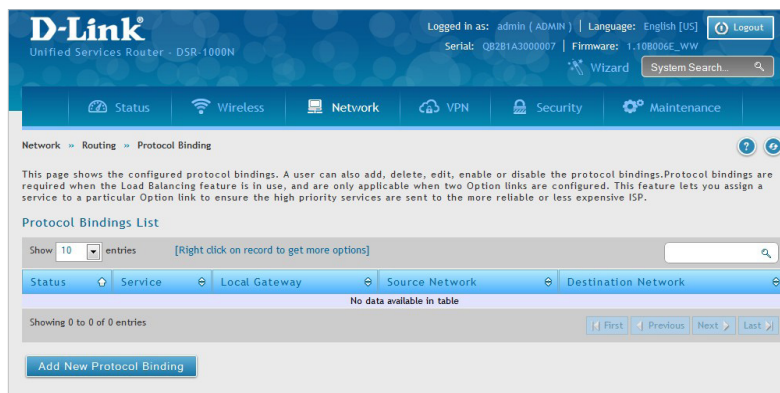 D-Link®
Unified Services Router - DSR-1000N
Logged in as: admin ( ADMIN ) | Language: English [US]
Logout
Serial: QB2B1A3000007 | Firmware: 1.10B006E_WW
Wizard
System Search...
Status
Wireless
Network
VPN
Security
Maintenance
Network » Routing » Protocol Binding
?
This page shows the configured protocol bindings. A user can also add, delete, edit, enable or disable the protocol bindings.Protocol bindings are
required when the Load Balancing feature is in use, and are only applicable when two Option links are configured. This feature lets you assign a
service to a particular Option link to ensure the high priority services are sent to the more reliable or less expensive ISP.
Protocol Bindings List
Show 10 entries [Right click on record to get more options]
Status Service Local Gateway Source Network Destination Network
No data available in table
Showing 0 to 0 of 0 entries
First Previous Next Last
Add New Protocol Binding